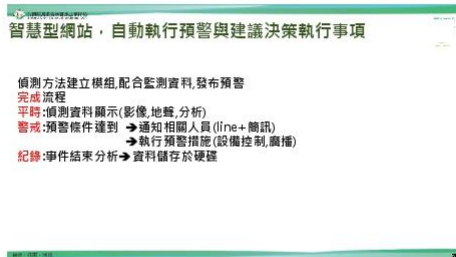 智慧型網站，自動執行預警與建議決策執行事項
偵測方法建立模組,配合監測資料,發布預警
完成流程
平時:偵測資料顯示(影像,地聲,分析)
警戒:預警條件達到 ➔通知相關人員(line+簡訊)
➔執行預警措施(設備控制,廣播)
紀錄:事件結束分析➔資料儲存於硬碟